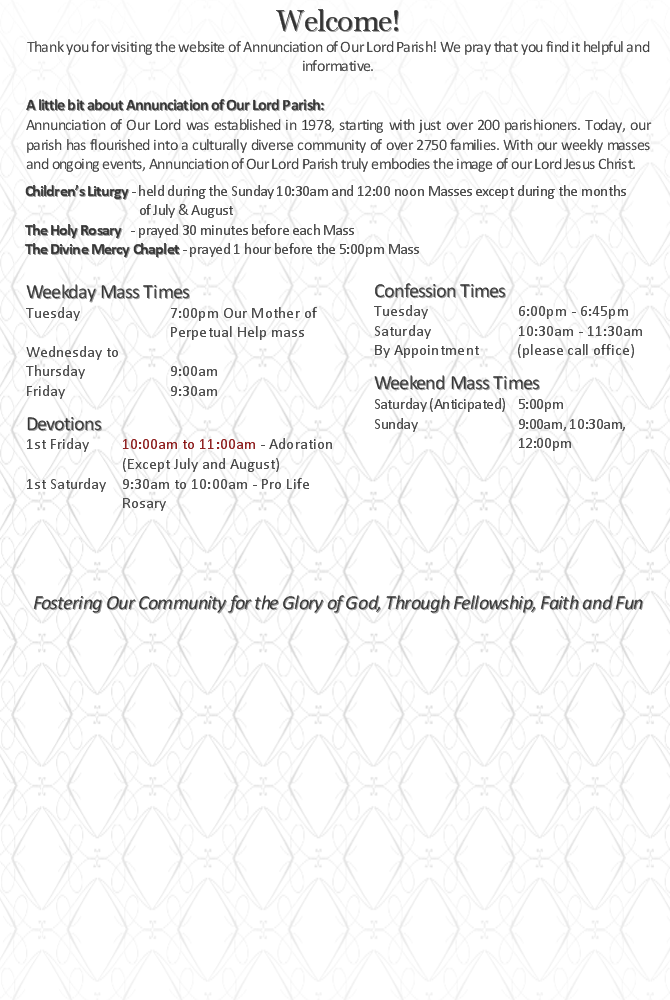 Welcome!
Thank you for visiting the website of Annunciation of Our Lord Parish! We pray that you find it helpful and
informative.
A little bit about Annunciation of Our Lord Parish:
Annunciation of Our Lord was established in 1978, starting with just over 200 parishioners. Today, our
parish has flourished into a culturally diverse community of over 2750 families. With our weekly masses
and ongoing events, Annunciation of Our Lord Parish truly embodies the image of our Lord Jesus Christ.
Children's Liturgy - held during the Sunday 10:30am and 12:00 noon Masses except during the months
of July & August
The Holy Rosary - prayed 30 minutes before each Mass
The Divine Mercy Chaplet - prayed 1 hour before the 5:00pm Mass
Weekday Mass Times
Tuesday 7:00pm Our Mother of
Perpetual Help mass
Wednesday to
Thursday 9:00am
Friday 9:30am
Devotions
1st Friday 10:00am to 11:00am - Adoration
(Except July and August)
1st Saturday 9:30am to 10:00am - Pro Life
Rosary
Confession Times
Tuesday 6:00pm - 6:45pm
Saturday 10:30am - 11:30am
By Appointment (please call office)
Weekend Mass Times
Saturday (Anticipated) 5:00pm
Sunday 9:00am, 10:30am,
12:00pm
Fostering Our Community for the Glory of God, Through Fellowship, Faith and Fun